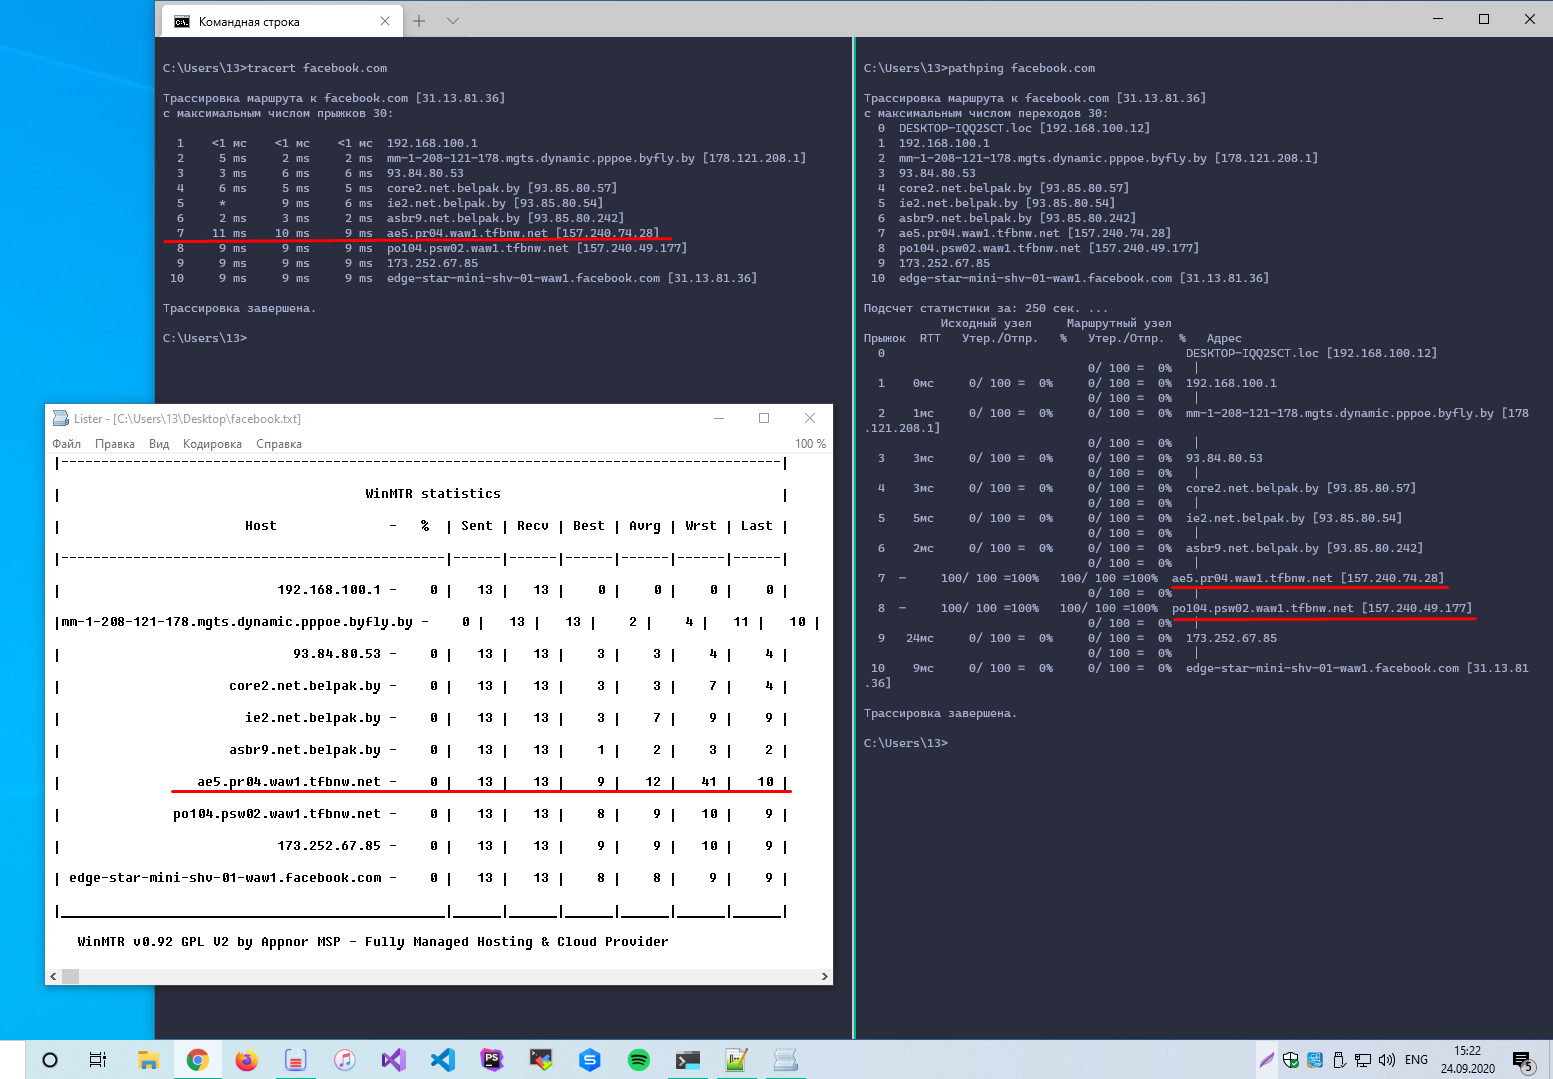 Командная строка
C:\Users\13>tracert facebook.com
Трассировка маршрута к facebook.com [31.13.81.36]
с максимальным числом прыжков 30:
1 <1 мс <1 мс <1 мс 192.168.100.1
2 5 ms 2 ms 2 ms mm-1-208-121-178.mgts.dynamic.pppoe.byfly.by [178.121.208.1]
3 3 ms 6 ms 6 ms 93.84.80.53
4 6 ms 5 ms 5 ms core2.net.belpak.by [93.85.80.57]
5 * 9 ms 6 ms ie2.net.belpak.by [93.85.80.54]
6 2 ms 3 ms 2 ms asbr9.net.belpak.by [93.85.80.242]
7 11 ms 10 ms 9 ms ae5.pr04.waw1.tfbnw.net [157.240.74.28]
8 9 ms 9 ms 9 ms po104.psw02.waw1.tfbnw.net [157.240.49.177]
9 9 ms 9 ms 9 ms 173.252.67.85
10 9 ms 9 ms 9 ms edge-star-mini-shv-01-waw1.facebook.com [31.13.81.36]
Трассировка завершена.
C:\Users\13>
Lister - [C:\Users\13\Desktop\facebook.txt]
Файл Правка Вид Кодировка Справка 100 %
|------------------------------------------------------------------------------------------|
| WinMTR statistics |
| Host - % | Sent | Recv | Best | Avrg | Wrst | Last |
|------------------------------------------------|------|------|------|------|------|------|
| 192.168.100.1 - 0 | 13 | 13 | 0 | 0 | 0 | 0 |
|mm-1-208-121-178.mgts.dynamic.pppoe.byfly.by - 0 | 13 | 13 | 2 | 4 | 11 | 10 |
| 93.84.80.53 - 0 | 13 | 13 | 3 | 3 | 4 | 4 |
| core2.net.belpak.by - 0 | 13 | 13 | 3 | 3 | 7 | 4 |
| ie2.net.belpak.by - 0 | 13 | 13 | 3 | 7 | 9 | 9 |
| asbr9.net.belpak.by - 0 | 13 | 13 | 1 | 2 | 3 | 2 |
| ae5.pr04.waw1.tfbnw.net - 0 | 13 | 13 | 9 | 12 | 41 | 10 |
| po104.psw02.waw1.tfbnw.net - 0 | 13 | 13 | 8 | 9 | 10 | 9 |
| 173.252.67.85 - 0 | 13 | 13 | 9 | 9 | 10 | 9 |
| edge-star-mini-shv-01-waw1.facebook.com - 0 | 13 | 13 | 8 | 8 | 9 | 9 |
|________________________________________________|______|______|______|______|______|______|
WinMTR v0.92 GPL V2 by Appnor MSP - Fully Managed Hosting & Cloud Provider
C:\Users\13>pathping facebook.com
Трассировка маршрута к facebook.com [31.13.81.36]
с максимальным числом переходов 30:
0 DESKTOP-IQQ2SCT.loc [192.168.100.12]
1 192.168.100.1
2 mm-1-208-121-178.mgts.dynamic.pppoe.byfly.by [178.121.208.1]
3 93.84.80.53
4 core2.net.belpak.by [93.85.80.57]
5 ie2.net.belpak.by [93.85.80.54]
6 asbr9.net.belpak.by [93.85.80.242]
7 ae5.pr04.waw1.tfbnw.net [157.240.74.28]
8 po104.psw02.waw1.tfbnw.net [157.240.49.177]
9 173.252.67.85
10 edge-star-mini-shv-01-waw1.facebook.com [31.13.81.36]
Подсчет статистики за: 250 сек. ...
Исходный узел Маршрутный узел
Прыжок RTT Утер./Отпр. % Утер./Отпр. % Адрес
0 DESKTOP-IQQ2SCT.loc [192.168.100.12]
0/ 100 = 0% |
1 0мс 0/ 100 = 0% 0/ 100 = 0% 192.168.100.1
0/ 100 = 0% |
2 1мс 0/ 100 = 0% 0/ 100 = 0% mm-1-208-121-178.mgts.dynamic.pppoe.byfly.by [178
.121.208.1]
0/ 100 = 0% |
3 3мс 0/ 100 = 0% 0/ 100 = 0% 93.84.80.53
0/ 100 = 0% |
4 3мс 0/ 100 = 0% 0/ 100 = 0% core2.net.belpak.by [93.85.80.57]
0/ 100 = 0% |
5 5мс 0/ 100 = 0% 0/ 100 = 0% ie2.net.belpak.by [93.85.80.54]
0/ 100 = 0% |
6 2мс 0/ 100 = 0% 0/ 100 = 0% asbr9.net.belpak.by [93.85.80.242]
0/ 100 = 0% |
7 - 100/ 100 =100% 100/ 100 =100% ae5.pr04.waw1.tfbnw.net [157.240.74.28]
0/ 100 = 0% |
8 - 100/ 100 =100% 100/ 100 =100% po104.psw02.waw1.tfbnw.net [157.240.49.177]
0/ 100 = 0% |
9 24мс 0/ 100 = 0% 0/ 100 = 0% 173.252.67.85
0/ 100 = 0% |
10 9мс 0/ 100 = 0% 0/ 100 = 0% edge-star-mini-shv-01-waw1.facebook.com [31.13.81
.36]
Трассировка завершена.
C:\Users\13>
PS
ENG
15:22
24.09.2020
5